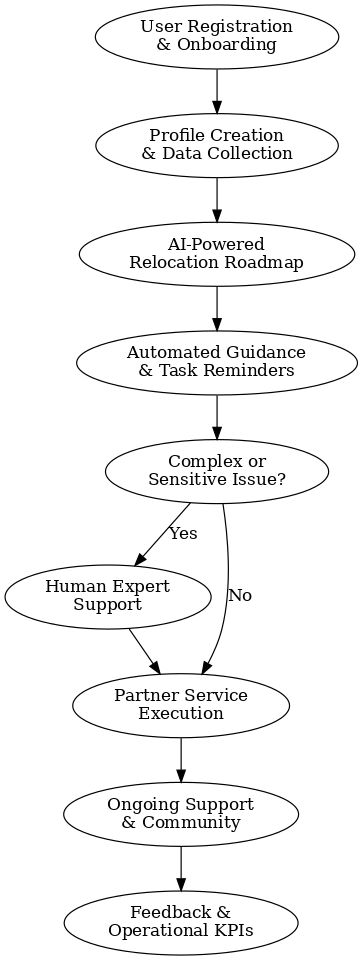 User Registration
& Onboarding
Profile Creation
& Data Collection
AI-Powered
Relocation Roadmap
Automated Guidance
& Task Reminders
Complex or
Sensitive Issue?
Yes
Human Expert
Support
No
Partner Service
Execution
Ongoing Support
& Community
Feedback &
Operational KPIs